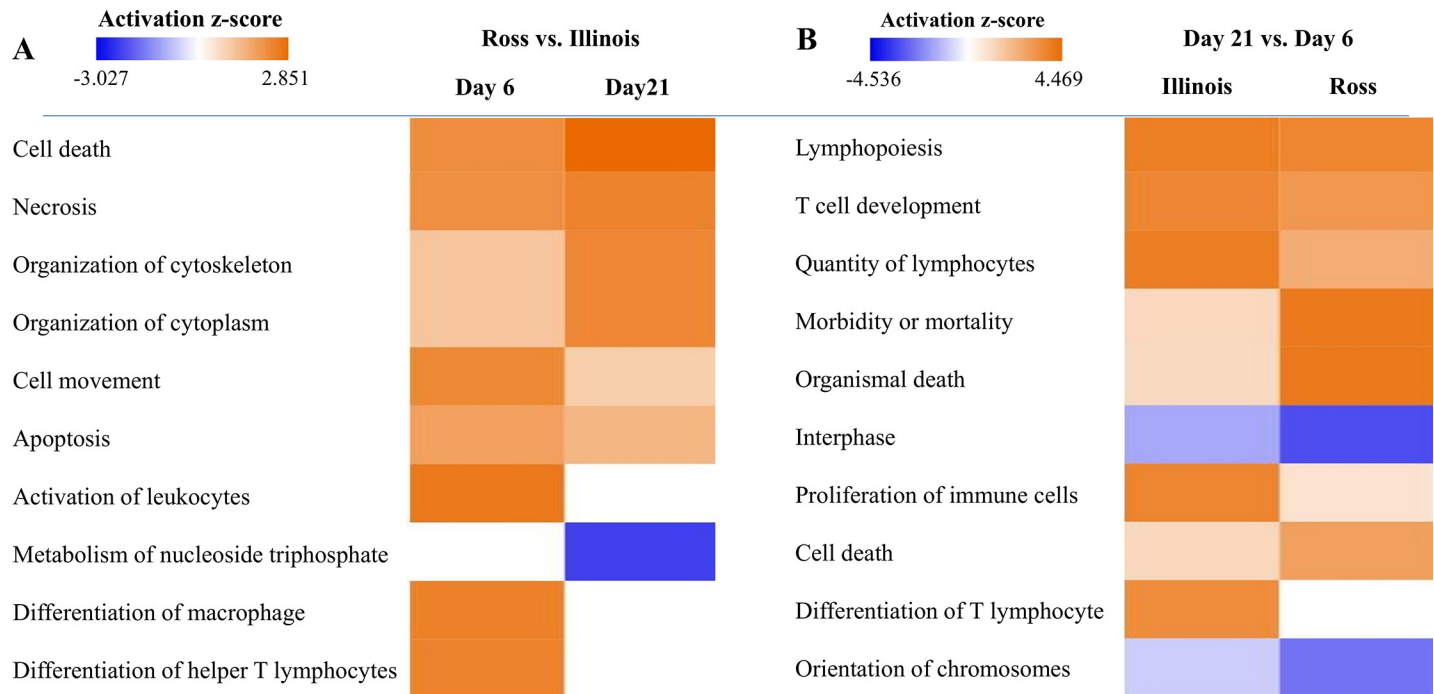 A
Activation z-score
-3.027 2.851
Ross vs. Illinois
Day 6 Day21
Cell death
Necrosis
Organization of cytoskeleton
Organization of cytoplasm
Cell movement
Apoptosis
Activation of leukocytes
Metabolism of nucleoside triphosphate
Differentiation of macrophage
Differentiation of helper T lymphocytes
B
Activation z-score
-4.536 4.469
Day 21 vs. Day 6
Illinois Ross
Lymphopoiesis
T cell development
Quantity of lymphocytes
Morbidity or mortality
Organismal death
Interphase
Proliferation of immune cells
Cell death
Differentiation of T lymphocyte
Orientation of chromosomes